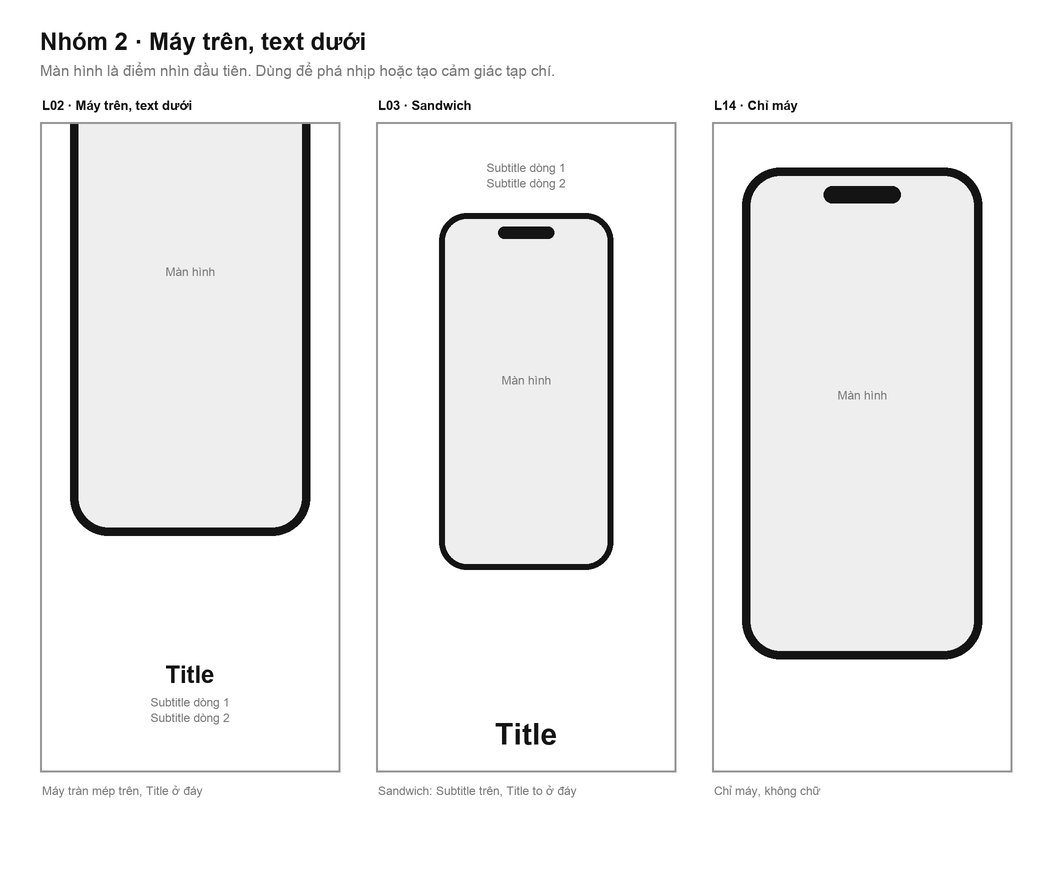 Nhóm 2 · Máy trên, text dưới
Màn hình là điểm nhìn đầu tiên. Dùng để phá nhịp hoặc tạo cảm giác tạp chí.
L02 · Máy trên, text dưới
Màn hình
Title
Subtitle dòng 1
Subtitle dòng 2
Máy tràn mép trên, Title ở đáy
L03 · Sandwich
Subtitle dòng 1
Subtitle dòng 2
Màn hình
Title
Sandwich: Subtitle trên, Title to ở đáy
L14 · Chỉ máy
Màn hình
Chỉ máy, không chữ